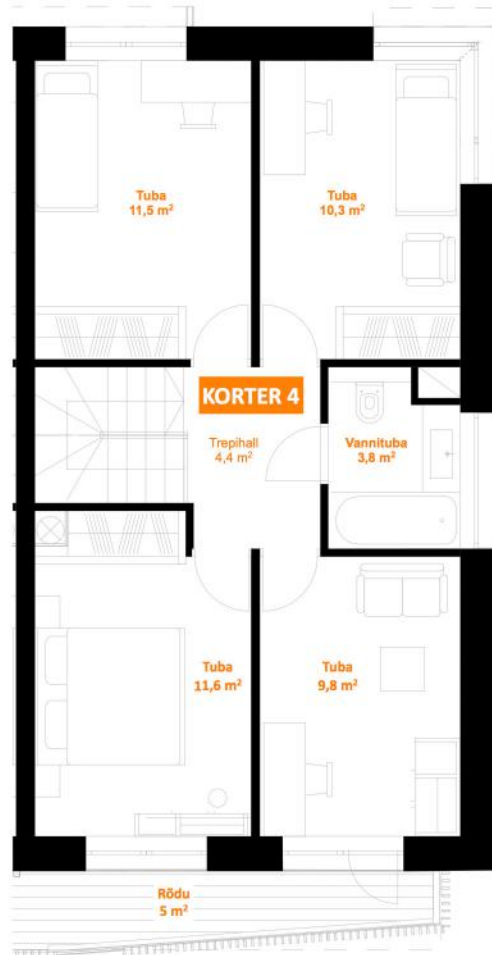 Tuba
11,5 m²
Tuba
10,3 m²
KORTER 4
Trepihall
4,4 m²
Vannituba
3,8 m²
Tuba
11,6 m²
Tuba
9,8 m²
Rõdu
5 m²